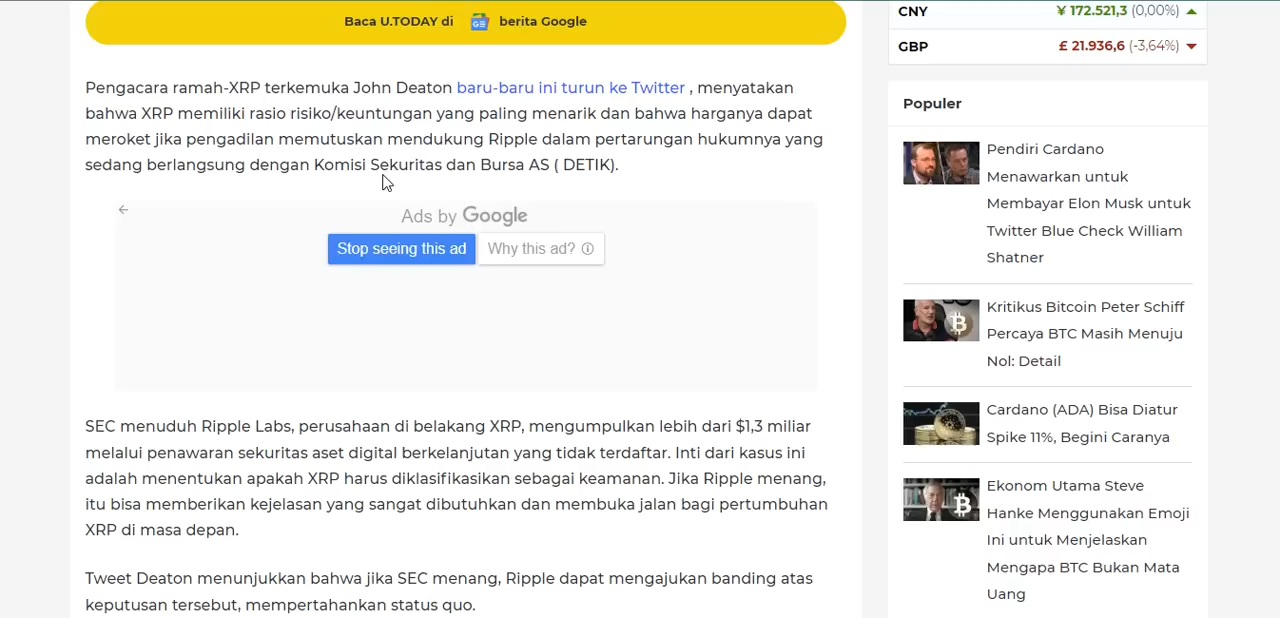 Baca U.TODAY di berita Google
Pengacara ramah-XRP terkemuka John Deaton baru-baru ini turun ke Twitter , menyatakan
bahwa XRP memiliki rasio risiko/keuntungan yang paling menarik dan bahwa harganya dapat
meroket jika pengadilan memutuskan mendukung Ripple dalam pertarungan hukumnya yang
sedang berlangsung dengan Komisi Sekuritas dan Bursa AS ( DETIK).
Ads by Google
Stop seeing this ad
Why this ad?
SEC menuduh Ripple Labs, perusahaan di belakang XRP, mengumpulkan lebih dari $1,3 miliar
melalui penawaran sekuritas aset digital berkelanjutan yang tidak terdaftar. Inti dari kasus ini
adalah menentukan apakah XRP harus diklasifikasikan sebagai keamanan. Jika Ripple menang,
itu bisa memberikan kejelasan yang sangat dibutuhkan dan membuka jalan bagi pertumbuhan
XRP di masa depan.
Tweet Deaton menunjukkan bahwa jika SEC menang, Ripple dapat mengajukan banding atas
keputusan tersebut, mempertahankan status quo.
CNY ¥ 172.521,3 (0,00%)
GBP £ 21.936,6 (-3,64%)
Populer
Pendiri Cardano
Menawarkan untuk
Membayar Elon Musk untuk
Twitter Blue Check William
Shatner
Kritikus Bitcoin Peter Schiff
Percaya BTC Masih Menuju
Nol: Detail
Cardano (ADA) Bisa Diatur
Spike 11%, Begini Caranya
Ekonom Utama Steve
Hanke Menggunakan Emoji
Ini untuk Menjelaskan
Mengapa BTC Bukan Mata
Uang